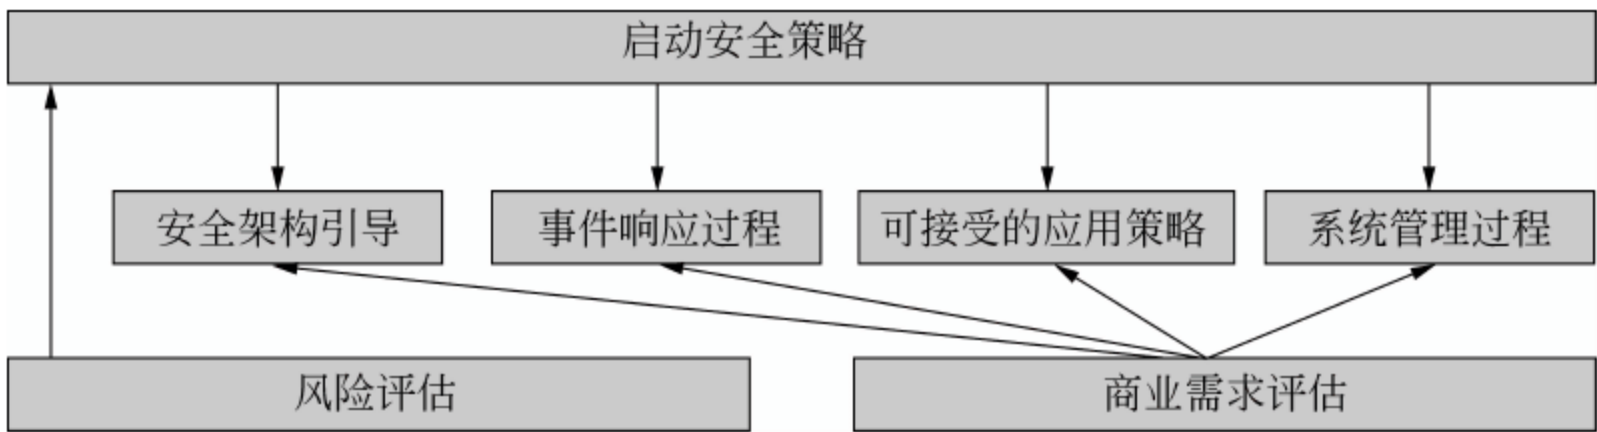 启动安全策略
安全架构引导
事件响应过程
可接受的应用策略
系统管理过程
风险评估
商业需求评估